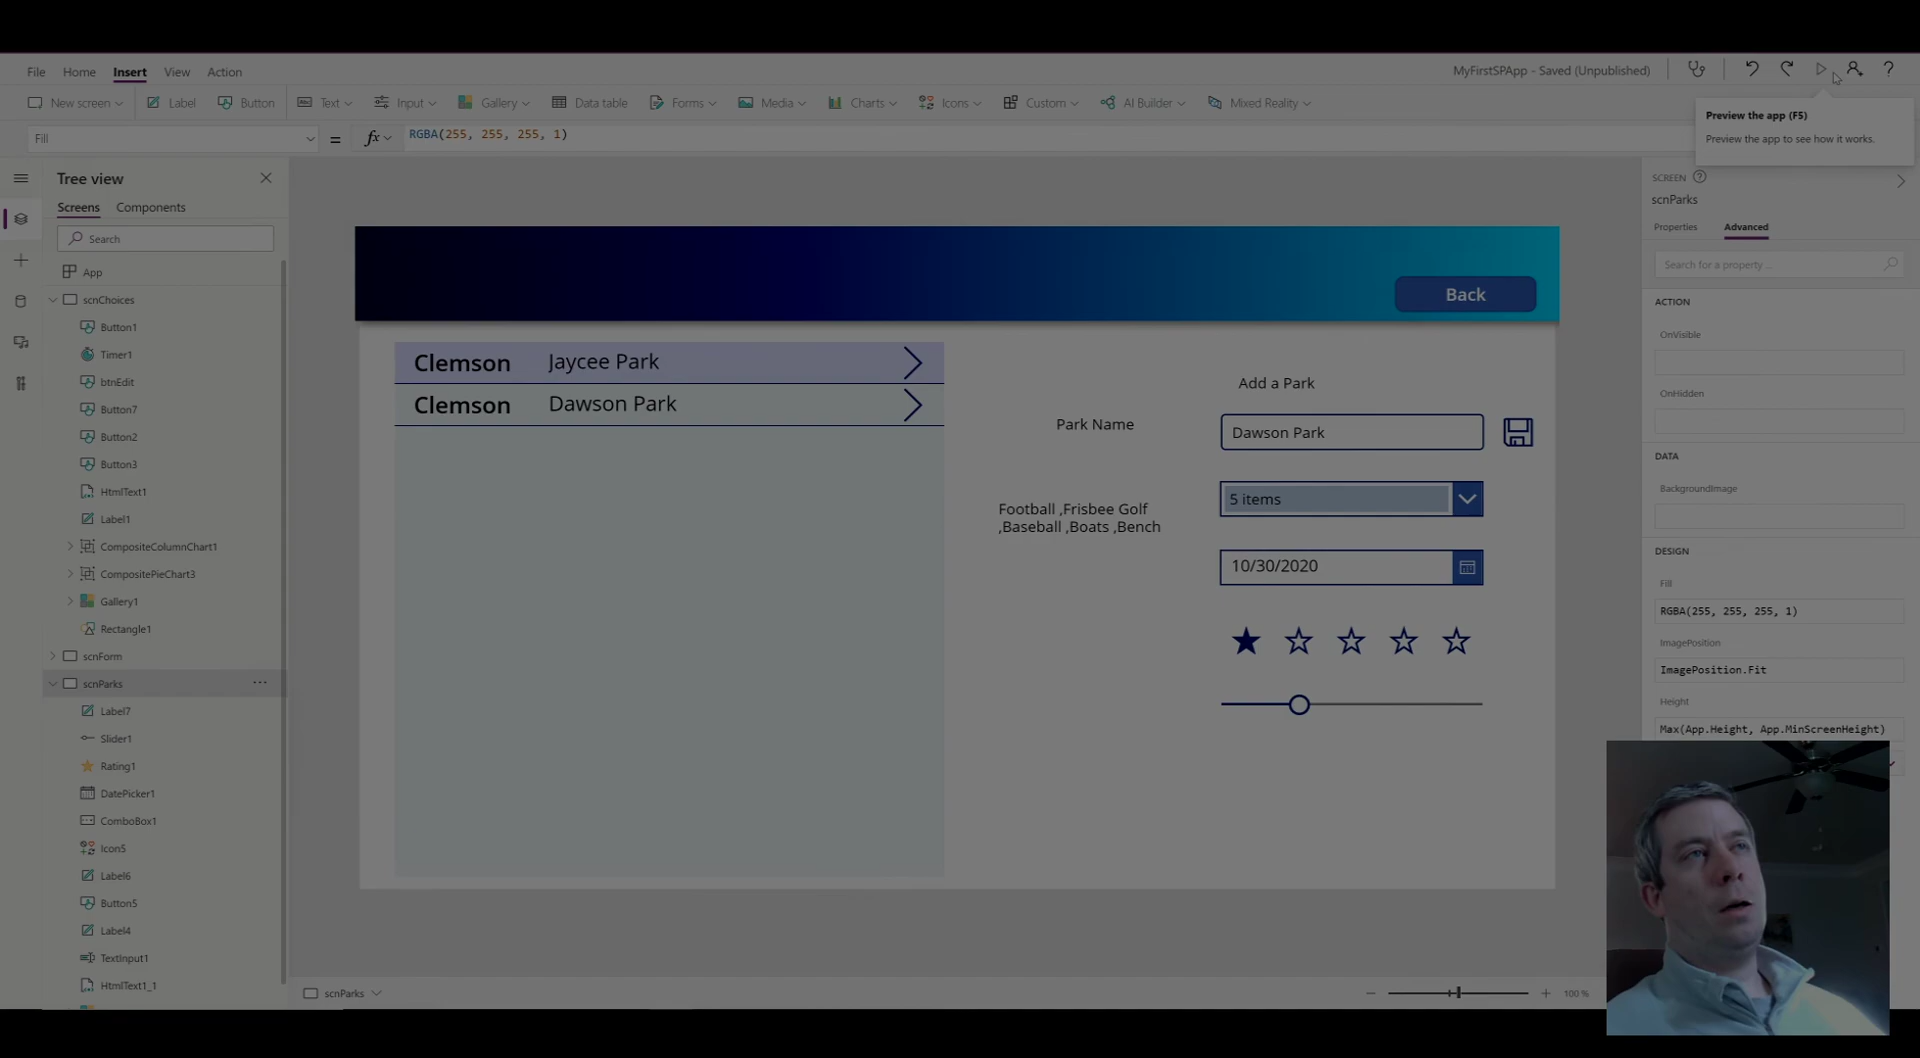 File Home Insert View Action
MyFirstSPApp - Saved (Unpublished)
New screen Label Button Text Input Gallery Data table Forms Media Charts Icons Custom AI Builder Mixed Reality
Preview the app (F5)
Preview the app to see how it works.
Fill = fx RGBA(255, 255, 255, 1)
Tree view
Screens Components
Search
App
scnChoices
Button1
Timer1
btnEdit
Button7
Button2
Button3
HtmlText1
Label1
CompositeColumnChart1
CompositePieChart3
Gallery1
Rectangle1
scnForm
scnParks
Label7
Slider1
Rating1
DatePicker1
ComboBox1
Icon5
Label6
Button5
Label4
TextInput1
HtmlText1_1
Back
Clemson Jaycee Park
Clemson Dawson Park
Add a Park
Park Name
Dawson Park
5 items
Football ,Frisbee Golf
,Baseball ,Boats ,Bench
10/30/2020
scnParks
100 %
SCREEN
scnParks
Properties Advanced
Search for a property ...
ACTION
OnVisible
OnHidden
DATA
BackgroundImage
DESIGN
Fill
RGBA(255, 255, 255, 1)
ImagePosition
ImagePosition.Fit
Height
Max(App.Height, App.MinScreenHeight)